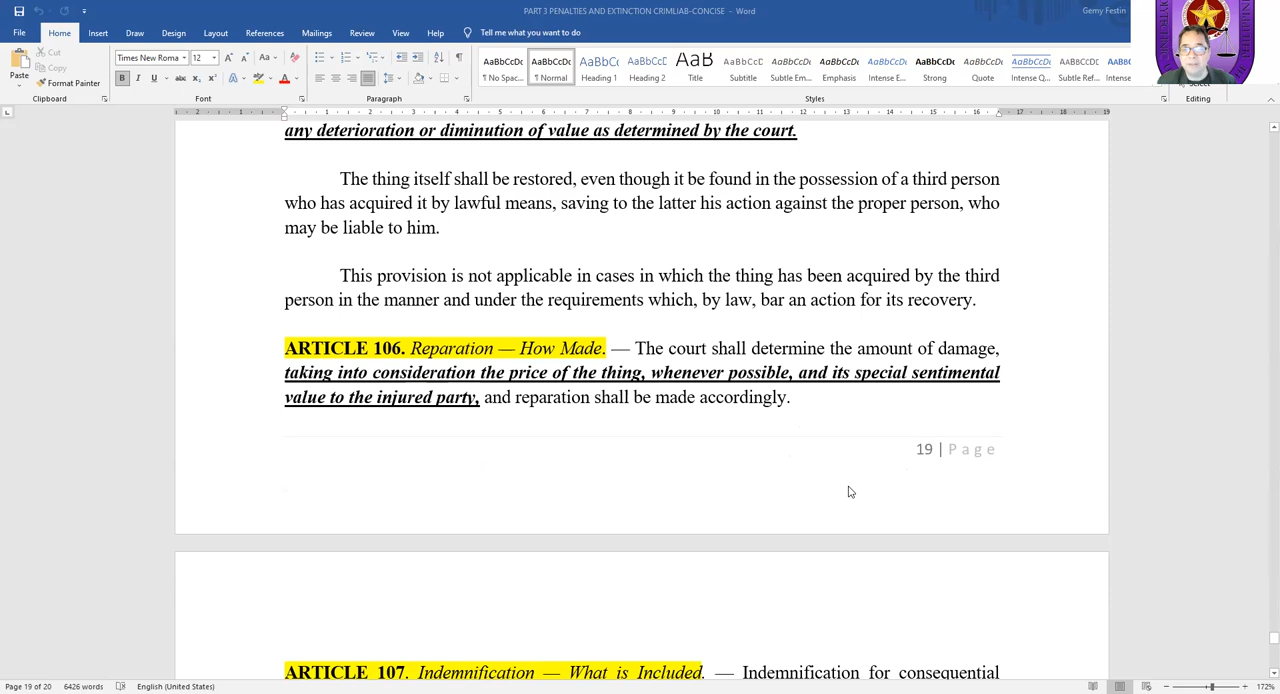 PART 3 PENALTIES AND EXTINCTION CRIMLIAB-CONCISE - Word
Gemy Festin
File Home Insert Draw Design Layout References Mailings Review View Help Tell me what you want to do
Cut
Copy
Paste
Format Painter
Times New Roma 12
AaBbCcDc AaBbCcDc AaBbCc AaBbCcC AaB AaBbCcC AaBbCcDc AaBbCcDc AaBbCcDc AaBbCcDc AaBbCcDc AaBbCcDc AaBbCcDc
¶ No Spac... ¶ Normal Heading 1 Heading 2 Title Subtitle Subtle Em... Emphasis Intense E... Strong Quote Intense Q... Subtle Ref... Intense
Select
Clipboard Font Paragraph Styles Editing
any deterioration or diminution of value as determined by the court.
The thing itself shall be restored, even though it be found in the possession of a third person
who has acquired it by lawful means, saving to the latter his action against the proper person, who
may be liable to him.
This provision is not applicable in cases in which the thing has been acquired by the third
person in the manner and under the requirements which, by law, bar an action for its recovery.
ARTICLE 106. Reparation — How Made. — The court shall determine the amount of damage,
taking into consideration the price of the thing, whenever possible, and its special sentimental
value to the injured party, and reparation shall be made accordingly.
19 | Page
ARTICLE 107. Indemnification — What is Included. — Indemnification for consequential
Page 19 of 20 6426 words English (United States) 172%